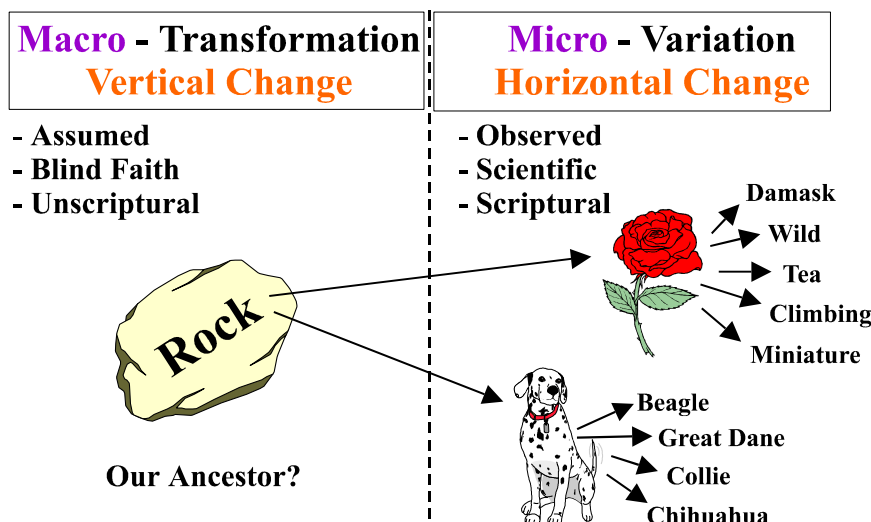 Macro - Transformation
Vertical Change
- Assumed
- Blind Faith
- Unscriptural
Rock
Our Ancestor?
Micro - Variation
Horizontal Change
- Observed
- Scientific
- Scriptural
Damask
Wild
Tea
Climbing
Miniature
Beagle
Great Dane
Collie
Chihuahua